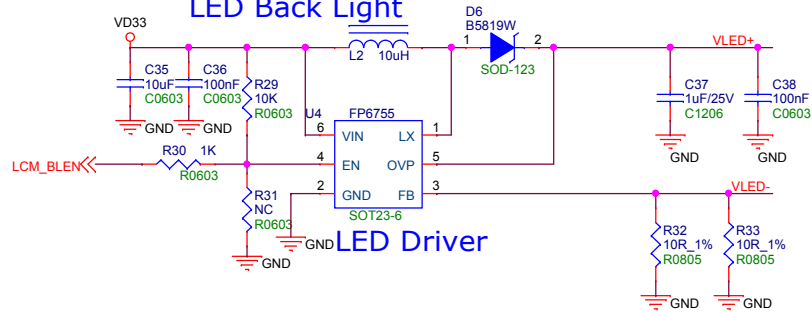 LED Back Light
VD33
D6
B5819W
1
2
SOD-123
L2 10uH
VLED+
C35
10uF
C0603
C36
100nF
C0603
R29
10K
R0603
C37
1uF/25V
C1206
C38
100nF
C0603
GND
GND
GND
GND
U4
FP6755
6
VIN
LX
1
4
EN
OVP
5
2
GND
FB
3
SOT23-6
LCM_BLEN
R30 1K
R0603
R31
NC
R0603
GND
GND
LED Driver
VLED-
R32
10R_1%
R0805
R33
10R_1%
R0805
GND
GND